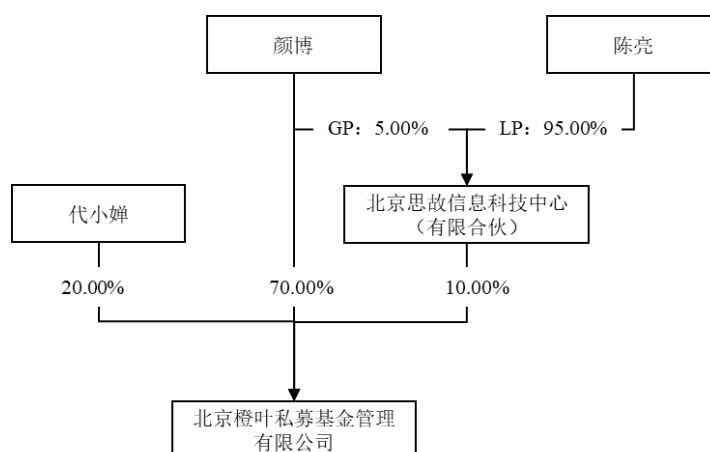 颜博
陈亮
GP：5.00%
LP：95.00%
代小婵
北京思故信息科技中心
（有限合伙）
20.00%
70.00%
10.00%
北京橙叶私募基金管理
有限公司